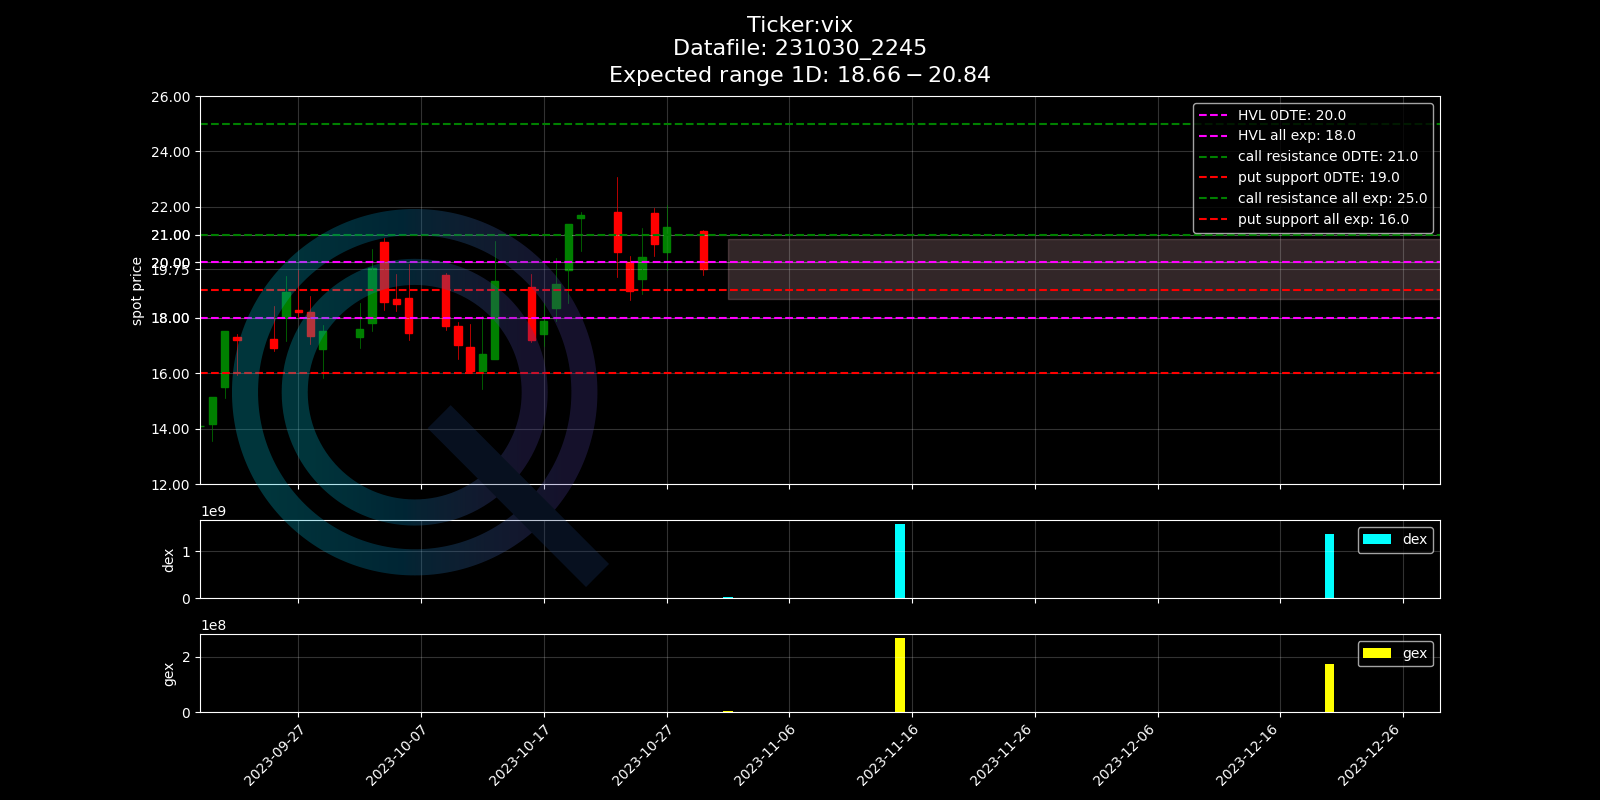 Ticker:vix
Datafile: 231030_2245
Expected range 1D: 18.66 − 20.84
26.00
24.00
22.00
21.00
20.00
19.75
18.00
16.00
14.00
12.00
spot price
HVL 0DTE: 20.0
HVL all exp: 18.0
call resistance 0DTE: 21.0
put support 0DTE: 19.0
call resistance all exp: 25.0
put support all exp: 16.0
1e9
1
0
dex
dex
1e8
2
0
gex
gex
2023-09-27
2023-10-07
2023-10-17
2023-10-27
2023-11-06
2023-11-16
2023-11-26
2023-12-06
2023-12-16
2023-12-26